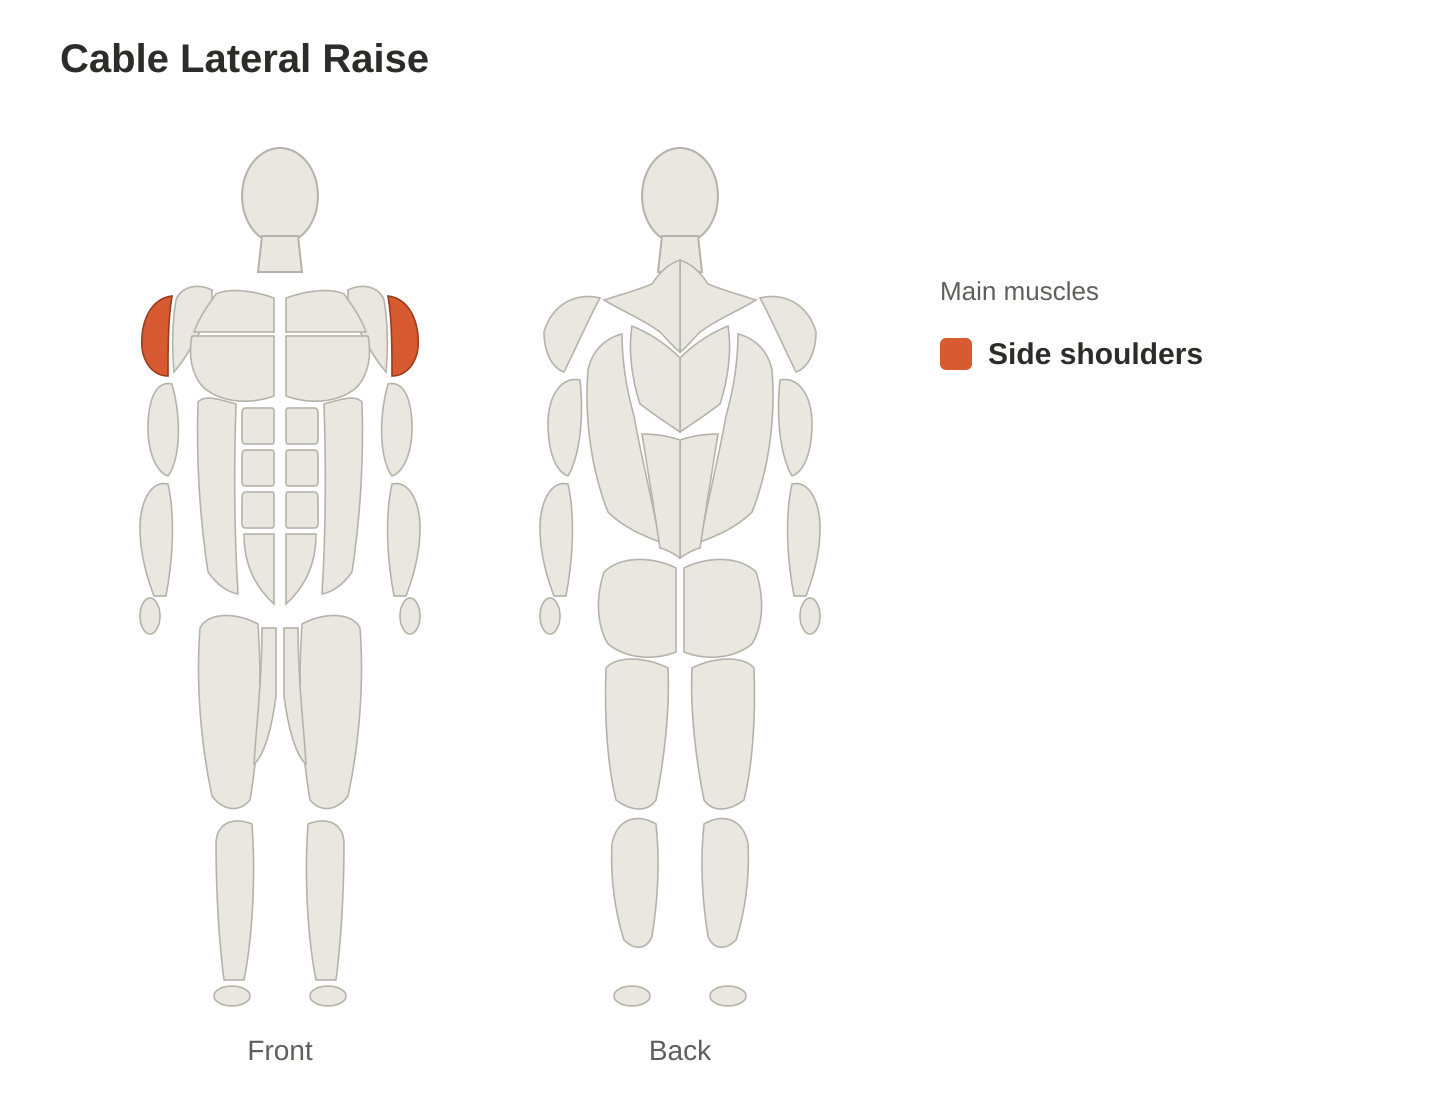 Cable Lateral Raise
Main muscles
Side shoulders
Front
Back